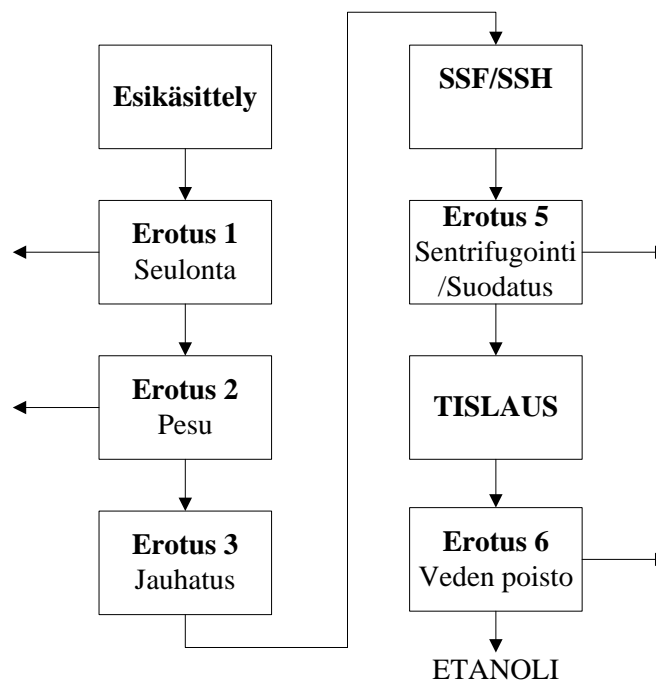 Esikäsittely
Erotus 1
Seulonta
Erotus 2
Pesu
Erotus 3
Jauhatus
SSF/SSH
Erotus 5
Sentrifugointi
/Suodatus
TISLAUS
Erotus 6
Veden poisto
ETANOLI